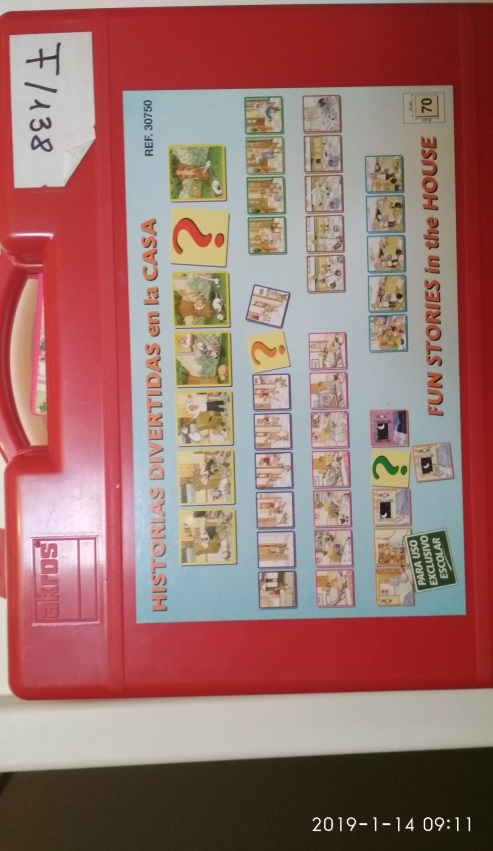 F/138
akros
HISTORIAS DIVERTIDAS en la CASA
REF. 30750
?
?
?
PARA USO
EXCLUSIVO
ESCOLAR
FUN STORIES in the HOUSE
70
2019-1-14 09:11